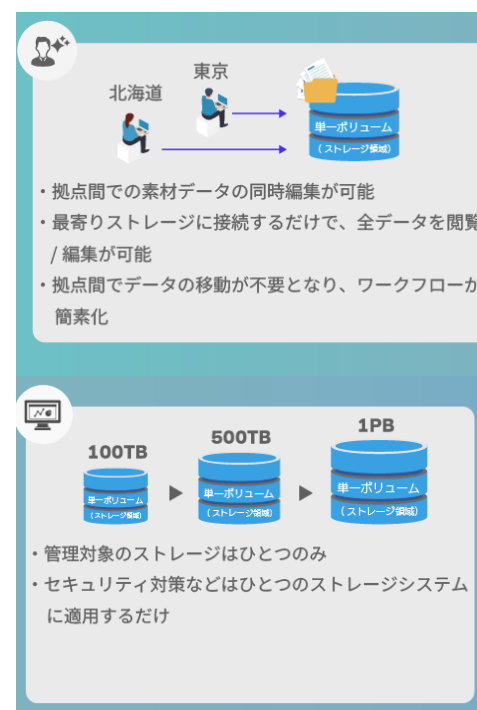 東京
北海道
単一ボリューム
(ストレージ領域)
・拠点間での素材データの同時編集が可能
・最寄りストレージに接続するだけで、全データを閲覧
/ 編集が可能
・拠点間でデータの移動が不要となり、ワークフローが
簡素化
100TB
500TB
1PB
単一ボリューム
(ストレージ領域)
単一ボリューム
(ストレージ領域)
単一ボリューム
(ストレージ領域)
・管理対象のストレージはひとつのみ
・セキュリティ対策などはひとつのストレージシステム
に適用するだけ